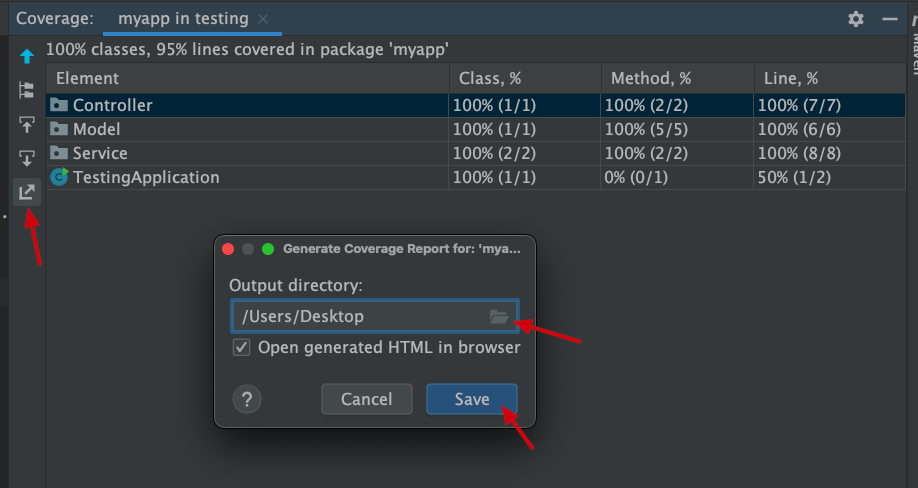 Coverage: myapp in testing
100% classes, 95% lines covered in package 'myapp'
Element Class, % Method, % Line, %
Controller 100% (1/1) 100% (2/2) 100% (7/7)
Model 100% (1/1) 100% (5/5) 100% (6/6)
Service 100% (2/2) 100% (2/2) 100% (8/8)
TestingApplication 100% (1/1) 0% (0/1) 50% (1/2)
Generate Coverage Report for: 'mya...
Output directory:
/Users/Desktop
Open generated HTML in browser
? Cancel Save
Maven